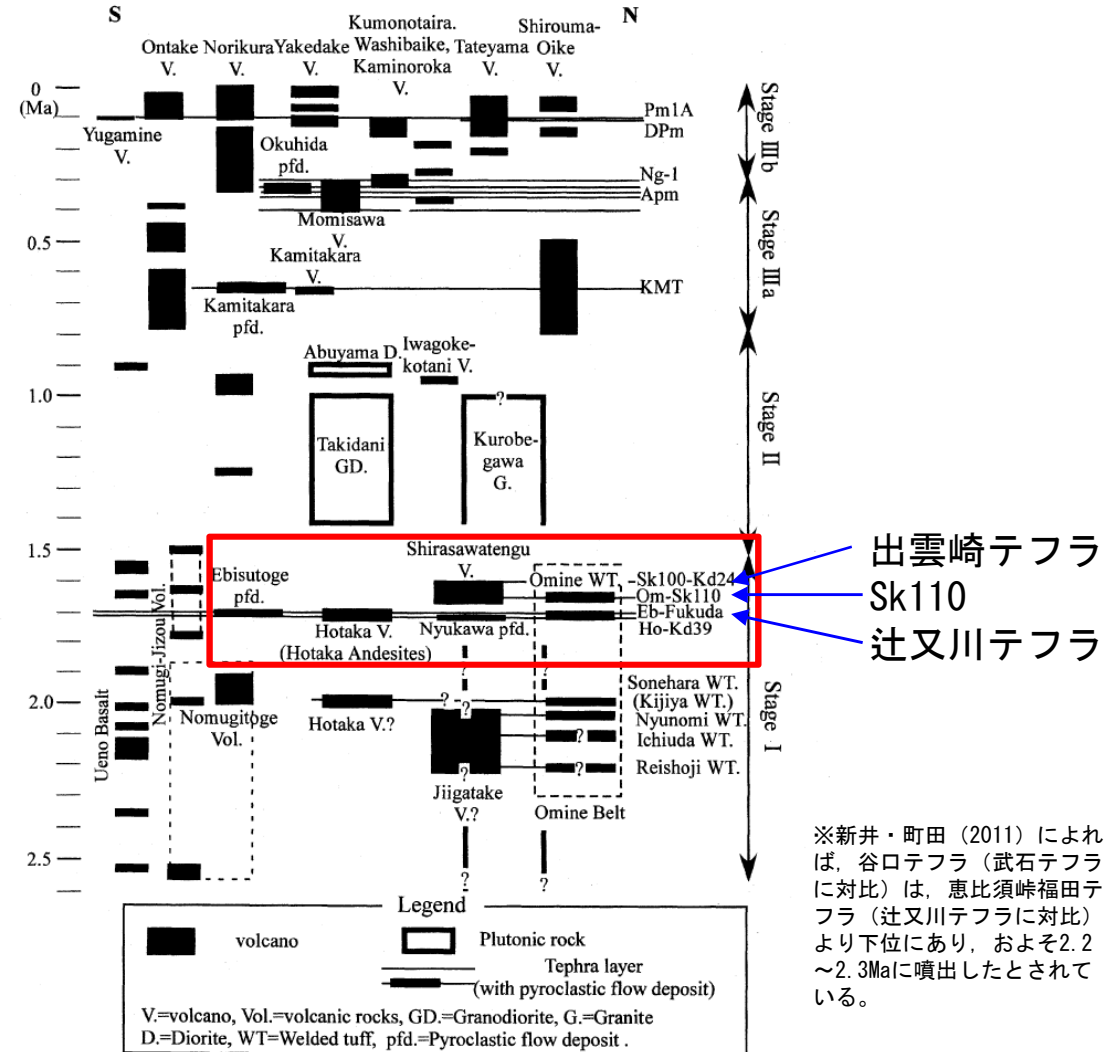 S
N
Kumonotaira.
Washibaike,
Kaminoroka
V.
Shirouma-
Oike
V.
Ontake
V.
Norikura
V.
Yakedake
V.
Tateyama
V.
0
(Ma)
Yugamine
V.
Okuhida
pfd.
Pm1A
DPm
Ng-1
Apm
Momisawa
V.
0.5
Kamitakara
V.
Kamitakara
pfd.
KMT
Abuyama D.
Iwagoke-
kotani V.
1.0
?
Takidani
GD.
Kurobe-
gawa
G.
1.5
Shirasawatengu
V.
Ebisutoge
pfd.
Omine WT.
-Sk100-Kd24
Om-Sk110
Eb-Fukuda
Ho-Kd39
Hotaka V.
(Hotaka Andesites)
Nyukawa pfd.
出雲崎テフラ
Sk110
辻又川テフラ
Nomugi-Jizou Vol.
Ueno Basalt
?
?
2.0
Nomugitoge
Vol.
Hotaka V.?
?
?
Sonehara WT.
(Kijiya WT.)
Nyunomi WT.
?
Ichiuda WT.
?
?
Reishoji WT.
Jiigatake
V.?
Omine Belt
2.5
?
?
Stage Ⅲb
Stage Ⅲa
Stage Ⅱ
Stage Ⅰ
※新井・町田（2011）によれ
ば，谷口テフラ（武石テフラ
に対比）は，恵比須峠福田テ
フラ（辻又川テフラに対比）
より下位にあり，およそ2.2
～2.3Maに噴出したとされて
いる。
Legend
volcano
Plutonic rock
Tephra layer
(with pyroclastic flow deposit)
V.=volcano, Vol.=volcanic rocks, GD.=Granodiorite, G.=Granite
D.=Diorite, WT=Welded tuff, pfd.=Pyroclastic flow deposit .